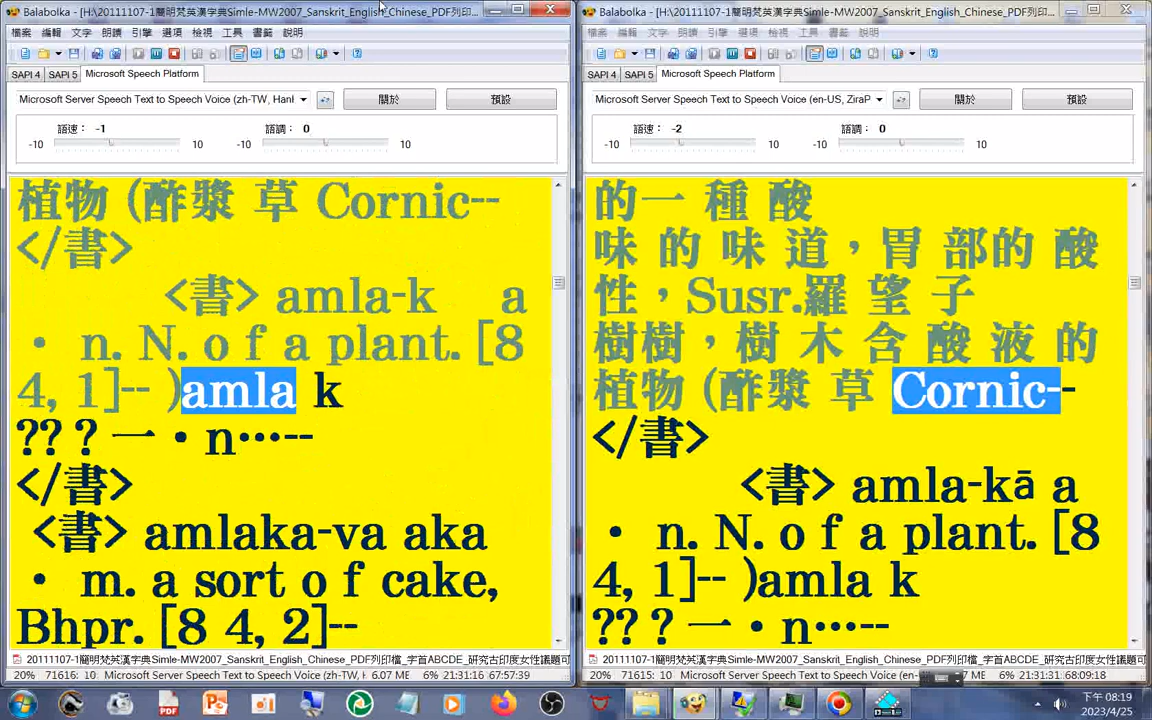 Balabolka - [H:\20111107-1簡明梵英漢字典Simle-MW2007_Sanskrit_English_Chinese_PDF列印...
檔案 編輯 文字 朗讀 引擎 選項 檢視 工具 書籤 說明
SAPI 4 SAPI 5 Microsoft Speech Platform
Microsoft Server Speech Text to Speech Voice (zh-TW, Hanl
關於 預設
語速： -1 語調： 0
-10 10 -10 10
植物 (酢漿 草 Cornic--
</書>
<書> amla-k a
• n. N. o f a plant. [8
4, 1]-- )amla k
?? ? 一 • n…--
</書>
<書> amlaka-va aka
• m. a sort o f cake,
Bhpr. [8 4, 2]--
20111107-1簡明梵英漢字典Simle-MW2007_Sanskrit_English_Chinese_PDF列印檔_字首ABCDE_研究古印度女性議題可
20% 71616: 10 Microsoft Server Speech Text to Speech Voice (zh-TW, H 6.07 ME 6% 21:31:16 67:57:39
Balabolka - [H:\20111107-1簡明梵英漢字典Simle-MW2007_Sanskrit_English_Chinese_PDF列印...
檔案 編輯 文字 朗讀 引擎 選項 檢視 工具 書籤 說明
SAPI 4 SAPI 5 Microsoft Speech Platform
Microsoft Server Speech Text to Speech Voice (en-US, ZiraP
關於 預設
語速： -2 語調： 0
-10 10 -10 10
的一 種 酸
味 的 味 道，胃 部的 酸
性，Susr.羅 望 子
樹樹，樹 木 含 酸 液 的
植物 (酢漿 草 Cornic--
</書>
<書> amla-kā a
• n. N. o f a plant. [8
4, 1]-- )amla k
?? ? 一 • n…--
20111107-1簡明梵英漢字典Simle-MW2007_Sanskrit_English_Chinese_PDF列印檔_字首ABCDE_研究古印度女性議題可
20% 71615: 10 Microsoft Server Speech Text to Speech Voice (en-US, 7 ME 6% 21:31:31 68:09:18
下午 08:19
2023/4/25